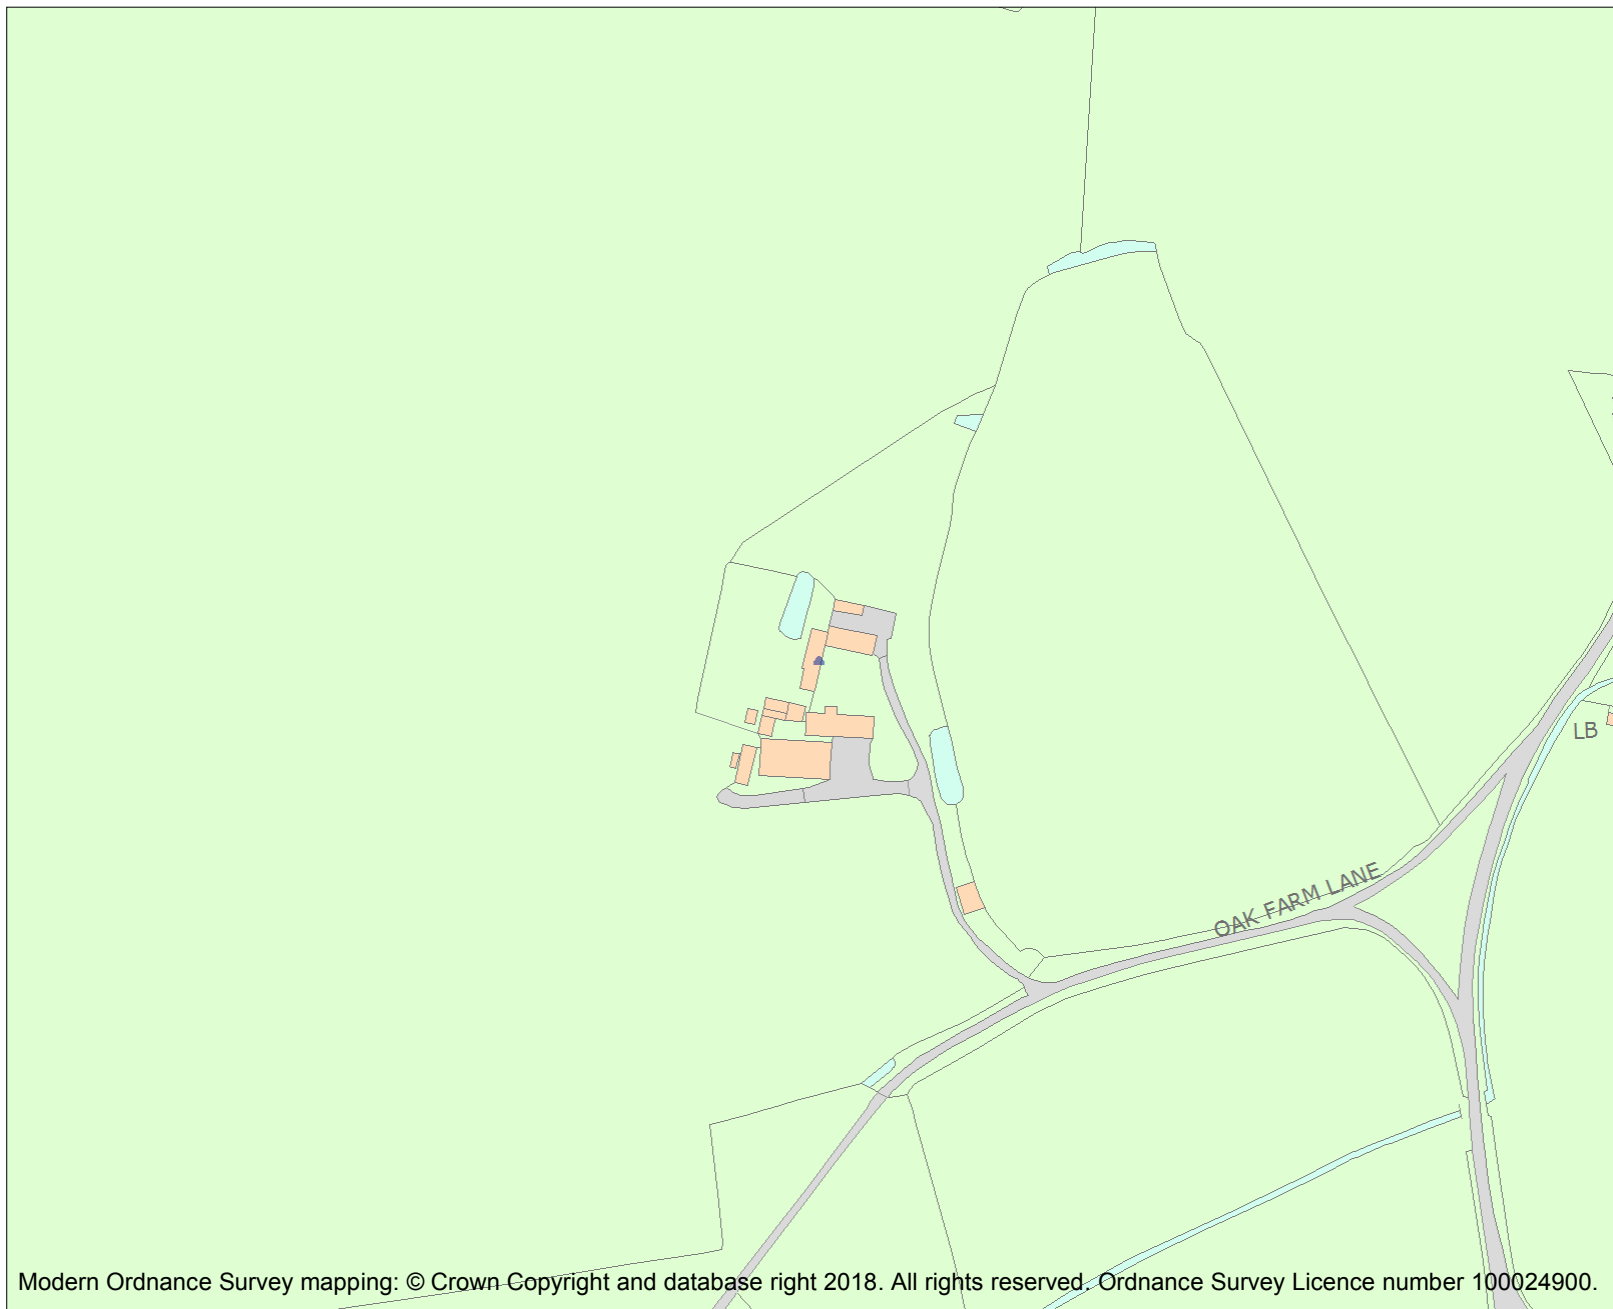 LB
OAK FARM LANE
Modern Ordnance Survey mapping: © Crown Copyright and database right 2018. All rights reserved. Ordnance Survey Licence number 100024900.